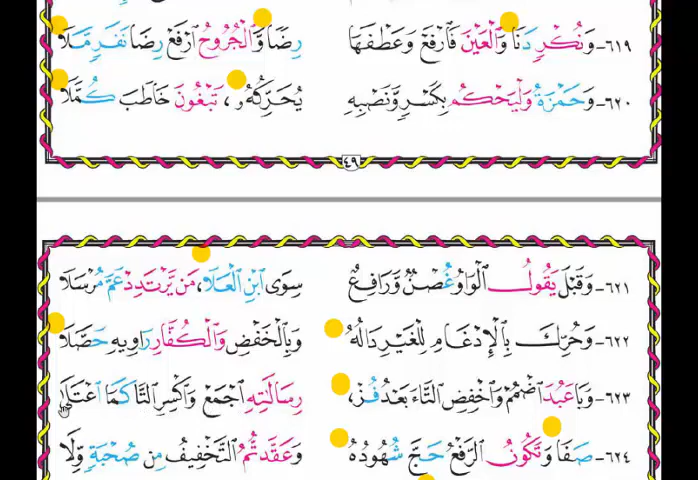 ٦١٩- وَنُكْرٍ دَنَا وَالْعَيْنَ فَارْفَعْ وَعَطْفَهَا رِضًا وَّالْجُرُوحُ ارْفَعْ رِضَا نَفَرٍ مَّلَا
٦٢٠- وَحَمْزَةُ وَلْيَحْكُمْ بِكَسْرٍ وَّنَصْبِهِ يُحَرِّكُهُو، تَبْغُونَ خَاطَبَ كُمَّلَا
٤٩
٦٢١- وَقَبْلَ يَقُولُ الْوَاوُ غُصْنٌ وَّرَافِعٌ سِوَى ابْنِ الْعَلَا، مَن يَّرْتَدِدْ عَمَّ مُرْسَلَا
٦٢٢- وَحُرِّكَ بِالْإِدْغَامِ لِلْغَيْرِ دَالُهُ وَبِالْخَفْضِ وَالْكُفَّارِ رَاوِيهِ حَصَّلَا
٦٢٣- وَبَا عَبُدَ اضْمُمْ وَاخْفِضِ التَّاءَ بَعْدُ فُزْ، رِسَالَتِهِ اجْمَعْ وَاكْسِرِ التَّا كَمَا اعْتَلَى
٦٢٤- صَفَا وَتَكُونُ الرَّفْعُ حَجَّ شُهُودُهُ وَعَقَّدتُّمُ التَّخْفِيفُ مِن صُحْبَةٍ وَلَا